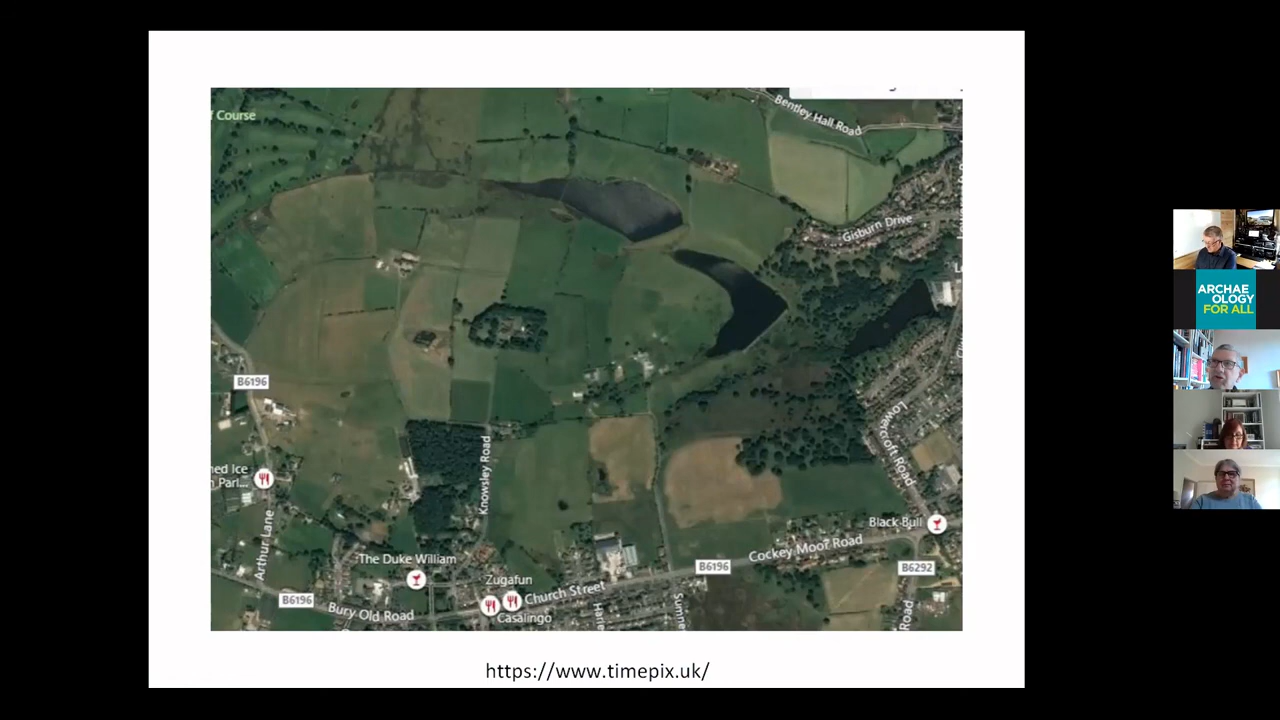 f Course
Bentley Hall Road
Gisburn Drive
B6196
ned Ice
n Parl...
Arthur Lane
Knowsley Road
Lowercroft Road
Black Bull
The Duke William
Cockey Moor Road
B6196
B6292
Zugafun
B6196
Church Street
Bury Old Road
Casalingo
Road
https://www.timepix.uk/
ARCHAE
OLOGY
FOR ALL